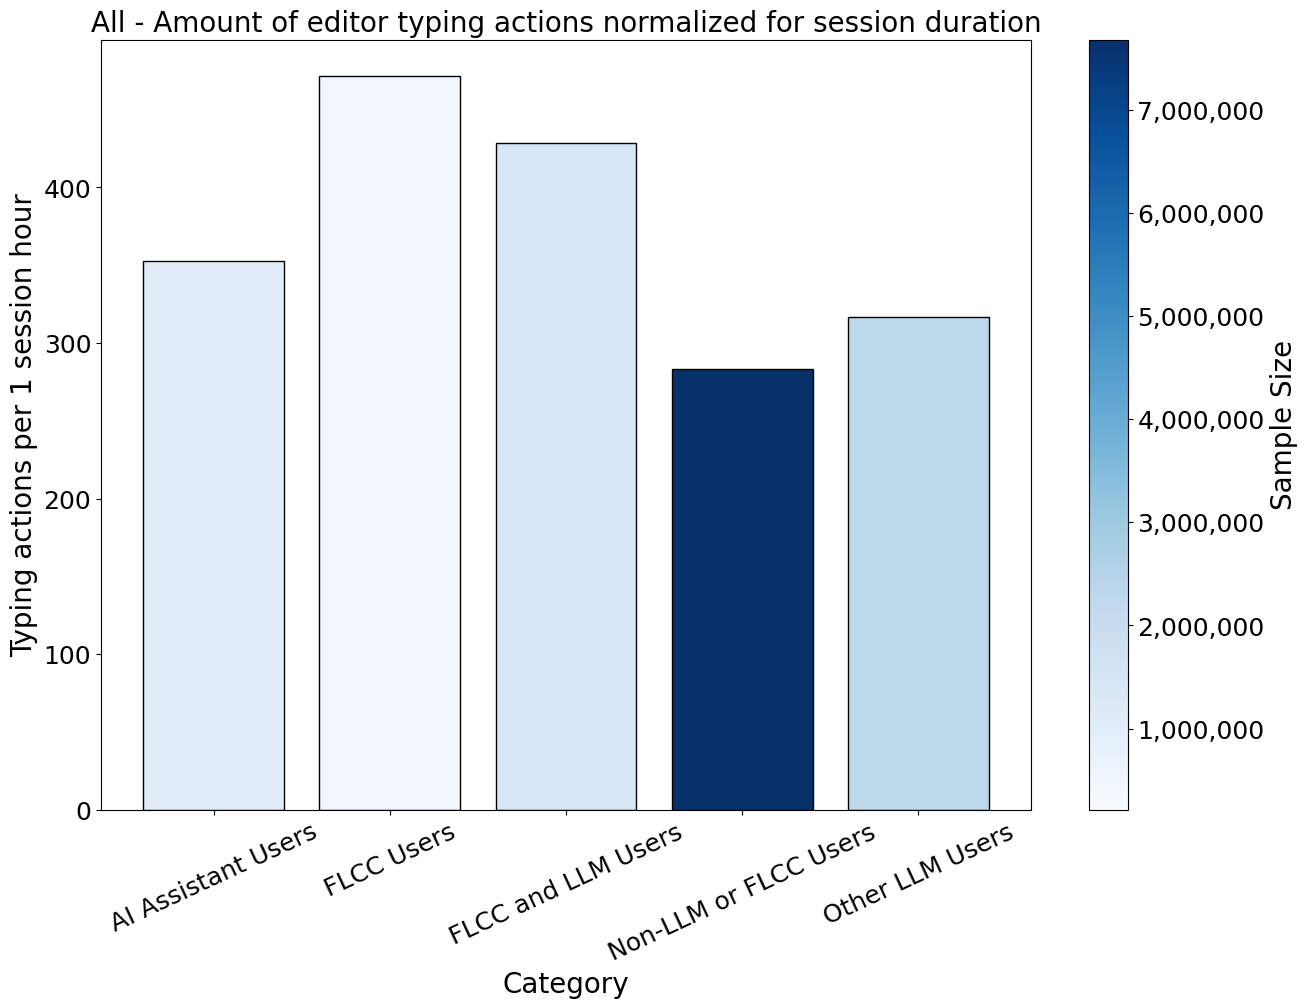 All - Amount of editor typing actions normalized for session duration
Typing actions per 1 session hour
400
300
200
100
0
AI Assistant Users
FLCC Users
FLCC and LLM Users
Non-LLM or FLCC Users
Other LLM Users
Category
7,000,000
6,000,000
5,000,000
4,000,000
3,000,000
2,000,000
1,000,000
Sample Size